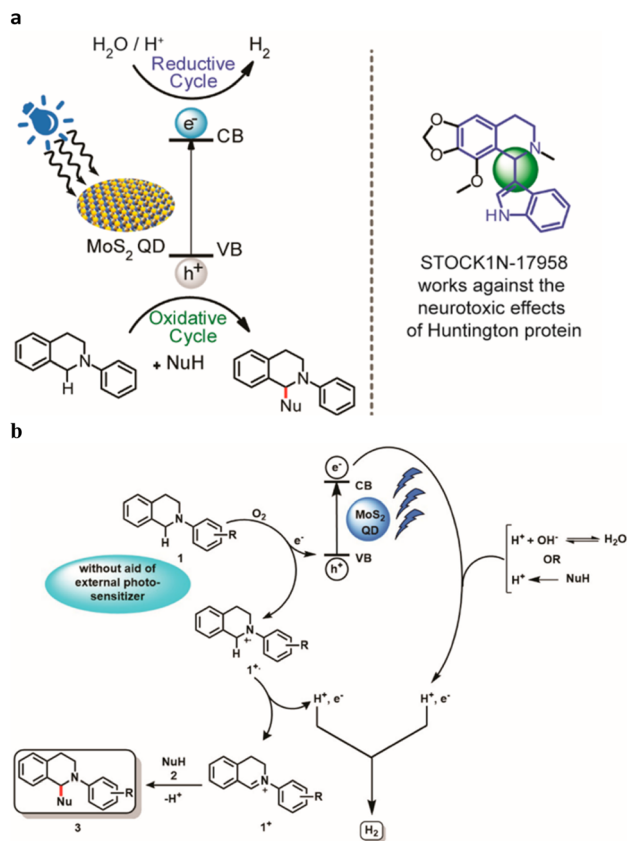 a
H₂O / H⁺ H₂
Reductive
Cycle
e⁻
CB
MoS₂ QD
VB
h⁺
Oxidative
Cycle
N
H
+ NuH
N
Nu
O
O
O
N
HN
STOCK1N-17958
works against the
neurotoxic effects
of Huntington protein
b
e⁻
CB
MoS₂
QD
VB
h⁺
O₂
e⁻
N
R
H
1
without aid of
external photo-
sensitizer
H⁺ + OH⁻ ⇌ H₂O
OR
H⁺ ← NuH
N
+·
R
H
1⁺·
H⁺, e⁻ H⁺, e⁻
N
R
Nu
3
NuH
2
-H⁺
N
+
R
1⁺
H₂